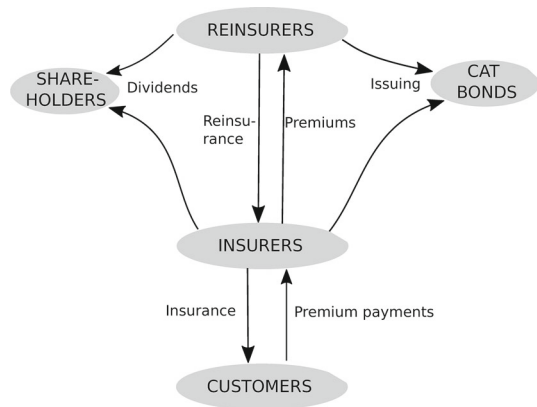 REINSURERS
SHARE-
HOLDERS
Dividends
Issuing
CAT
BONDS
Reinsu-
rance
Premiums
INSURERS
Insurance
Premium payments
CUSTOMERS